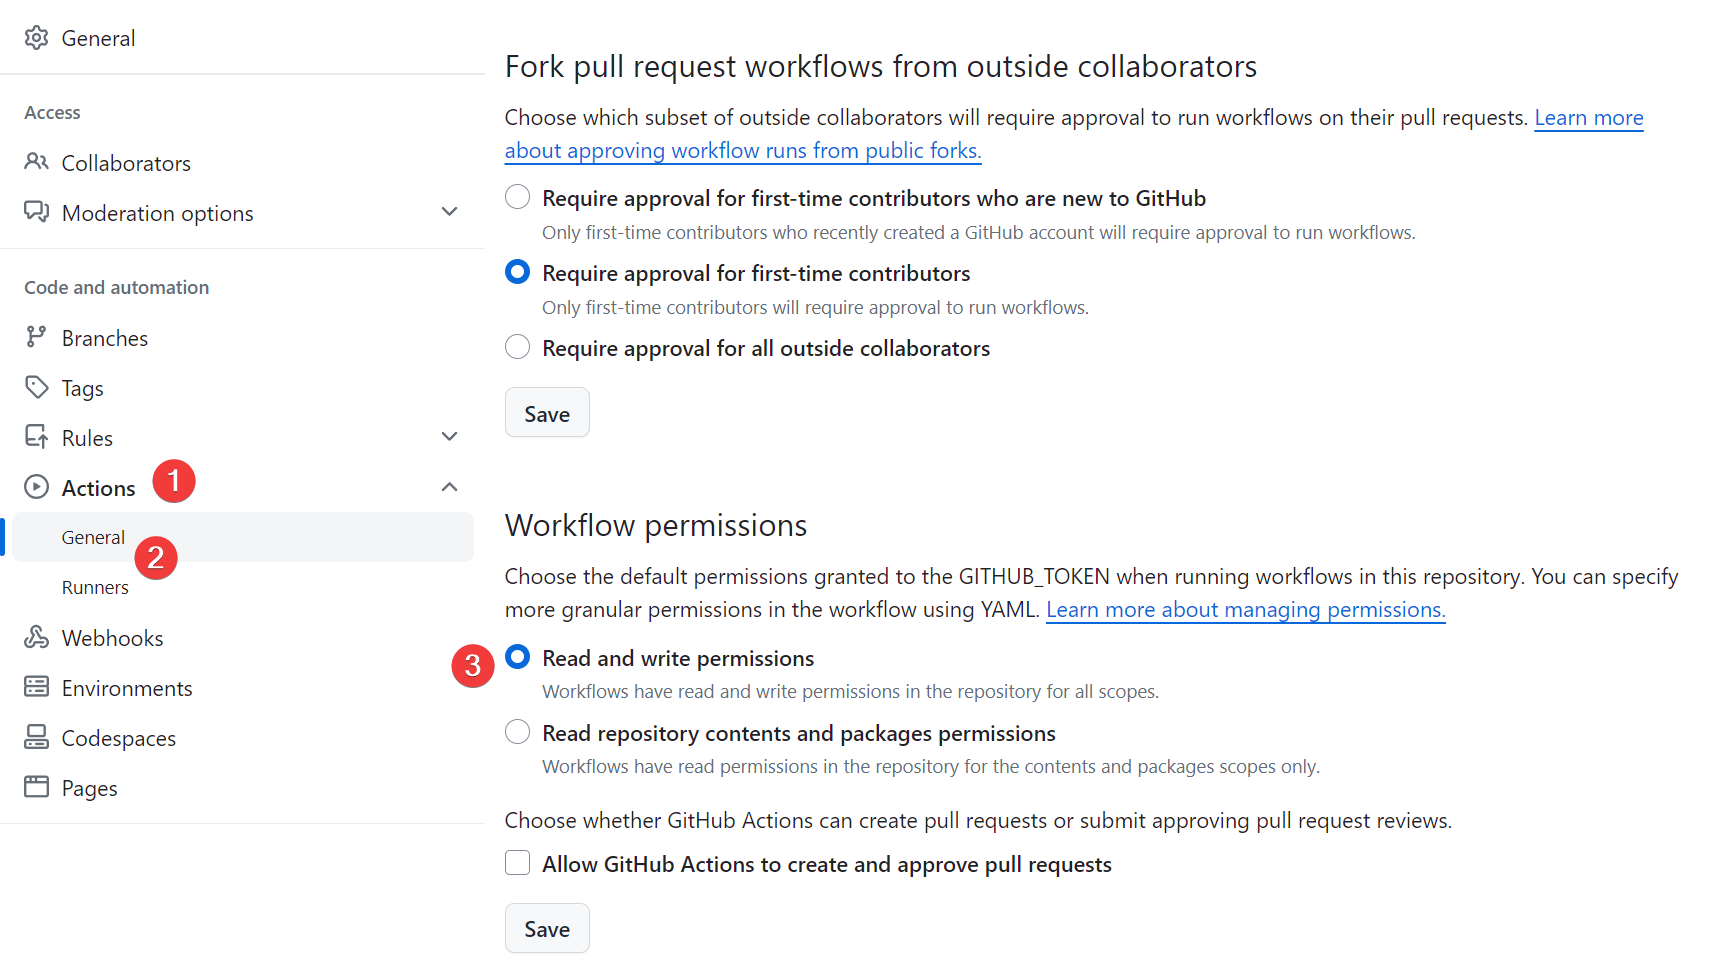 General
Access
Collaborators
Moderation options
Code and automation
Branches
Tags
Rules
Actions 1
General
2
Runners
Webhooks
Environments
Codespaces
Pages
Fork pull request workflows from outside collaborators
Choose which subset of outside collaborators will require approval to run workflows on their pull requests. Learn more
about approving workflow runs from public forks.
Require approval for first-time contributors who are new to GitHub
Only first-time contributors who recently created a GitHub account will require approval to run workflows.
Require approval for first-time contributors
Only first-time contributors will require approval to run workflows.
Require approval for all outside collaborators
Save
Workflow permissions
Choose the default permissions granted to the GITHUB_TOKEN when running workflows in this repository. You can specify
more granular permissions in the workflow using YAML. Learn more about managing permissions.
3 Read and write permissions
Workflows have read and write permissions in the repository for all scopes.
Read repository contents and packages permissions
Workflows have read permissions in the repository for the contents and packages scopes only.
Choose whether GitHub Actions can create pull requests or submit approving pull request reviews.
Allow GitHub Actions to create and approve pull requests
Save